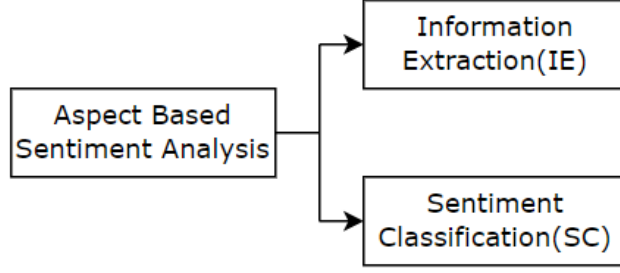 Information
Extraction(IE)
Aspect Based
Sentiment Analysis
Sentiment
Classification(SC)